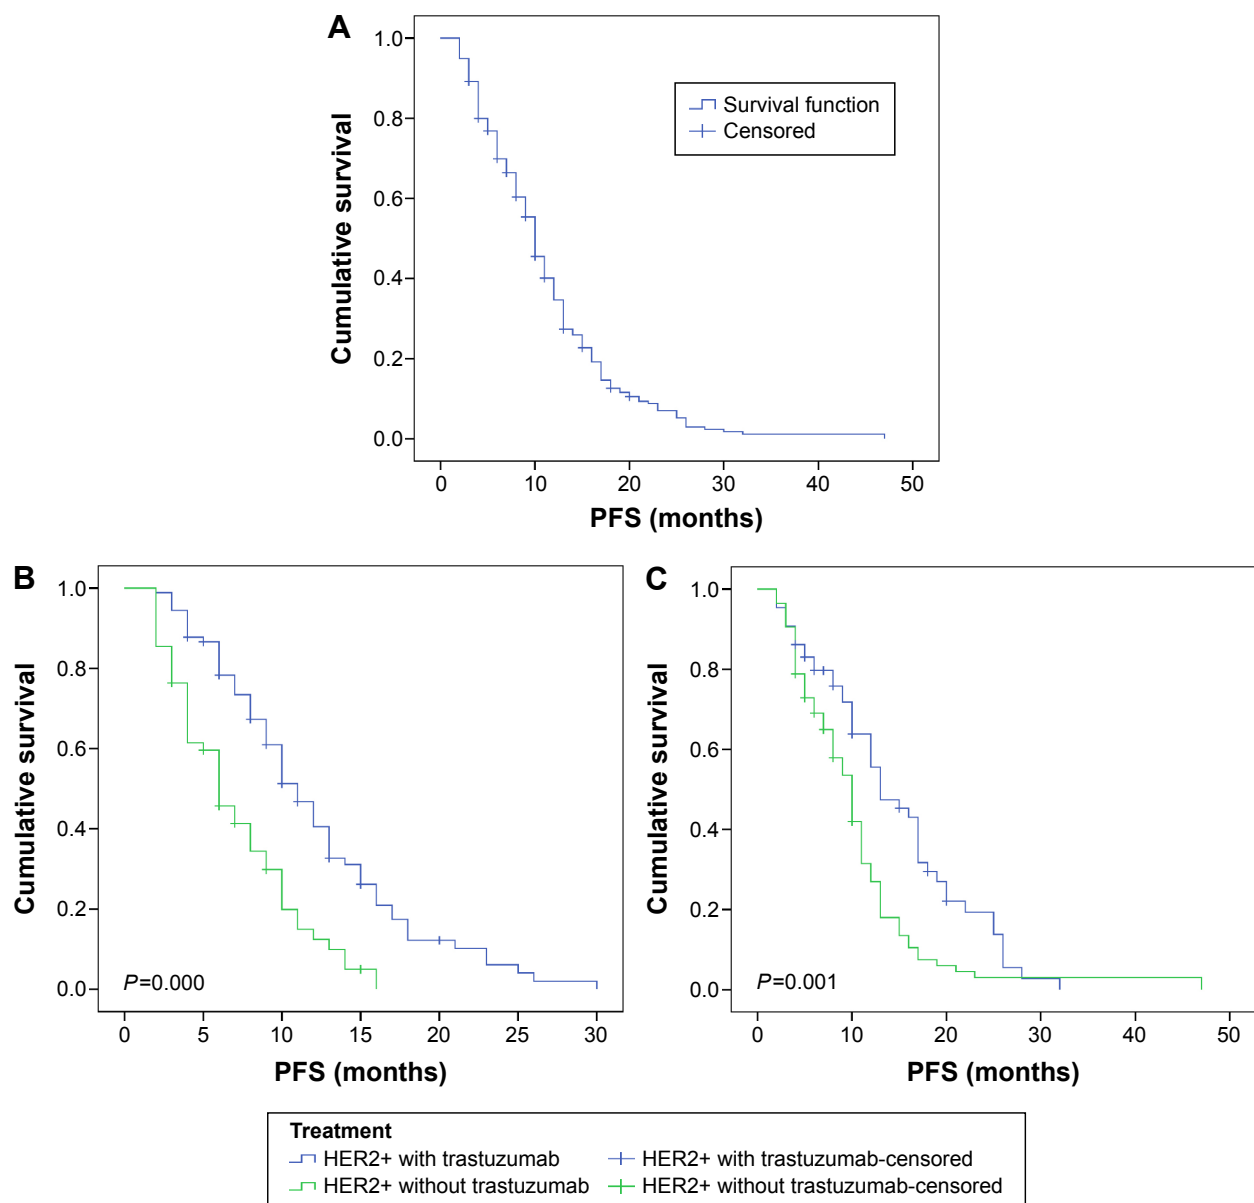 A
1.0
0.8
0.6
0.4
0.2
0.0
Cumulative survival
Survival function
Censored
0 10 20 30 40 50
PFS (months)
B
1.0
0.8
0.6
0.4
0.2
0.0
Cumulative survival
P=0.000
0 5 10 15 20 25 30
PFS (months)
C
1.0
0.8
0.6
0.4
0.2
0.0
Cumulative survival
P=0.001
0 10 20 30 40 50
PFS (months)
Treatment
HER2+ with trastuzumab HER2+ with trastuzumab-censored
HER2+ without trastuzumab HER2+ without trastuzumab-censored